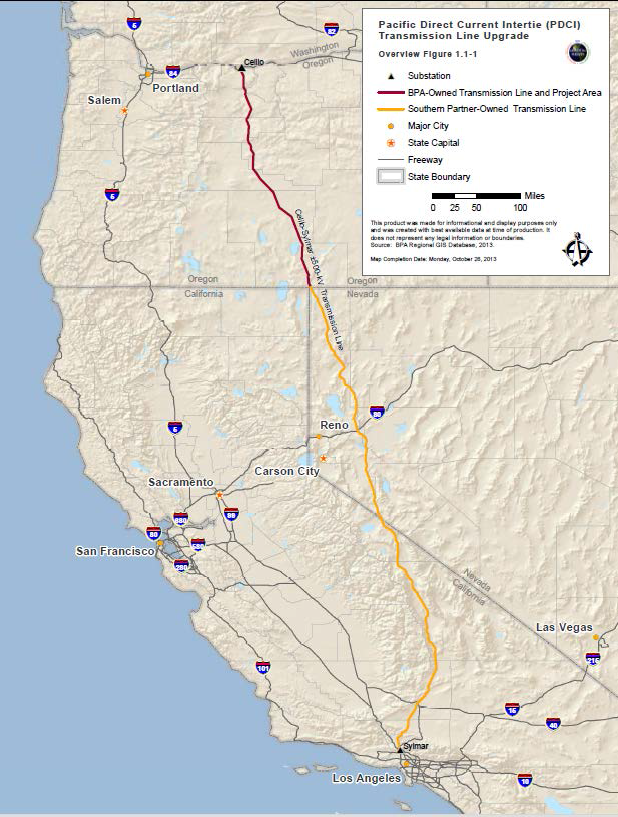 Pacific Direct Current Intertie (PDCI)
Transmission Line Upgrade
Overview Figure 1.1-1
Substation
BPA-Owned Transmission Line and Project Area
Southern Partner-Owned Transmission Line
Major City
State Capital
Freeway
State Boundary
Miles
0 25 50 100
This product was made for informational and display purposes only
and was created with best available data at time of production. It
does not represent any legal information or boundaries.
Source: BPA Regional GIS Database, 2013.
Map Completion Date: Monday, October 28, 2013
5
82
Washington
Oregon
Celilo
84
Portland
Salem
5
Celilo-Sylmar ±500-kV Transmission Line
Oregon
California
Oregon
Nevada
80
Reno
5
Carson City
Sacramento
80
San Francisco
280
Nevada
California
Las Vegas
215
101
15
40
Sylmar
Los Angeles
10